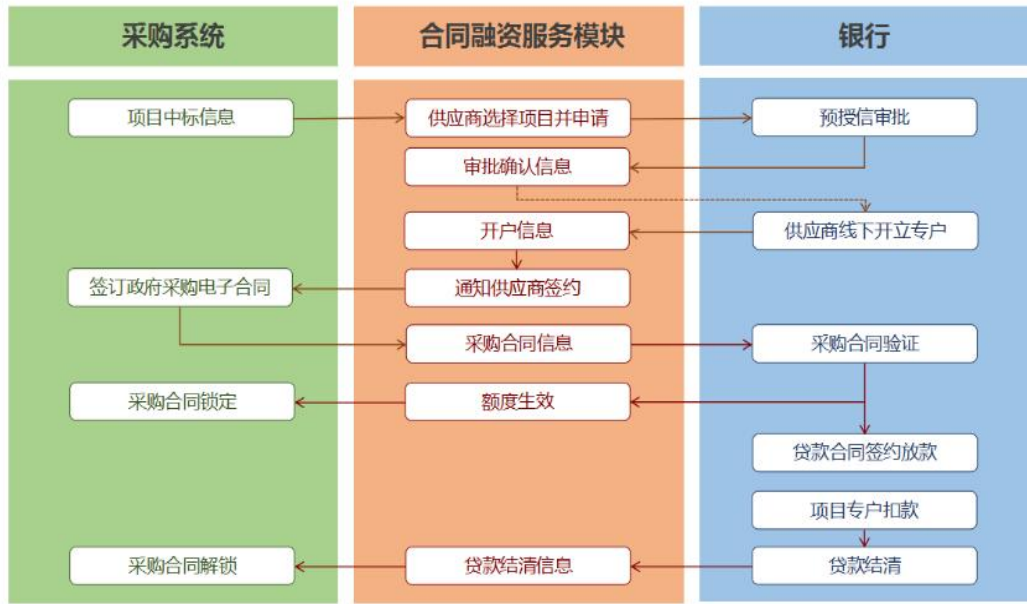 采购系统
合同融资服务模块
银行
项目中标信息
供应商选择项目并申请
预授信审批
审批确认信息
开户信息
供应商线下开立专户
签订政府采购电子合同
通知供应商签约
采购合同信息
采购合同验证
采购合同锁定
额度生效
贷款合同签约放款
项目专户扣款
采购合同解锁
贷款结清信息
贷款结清